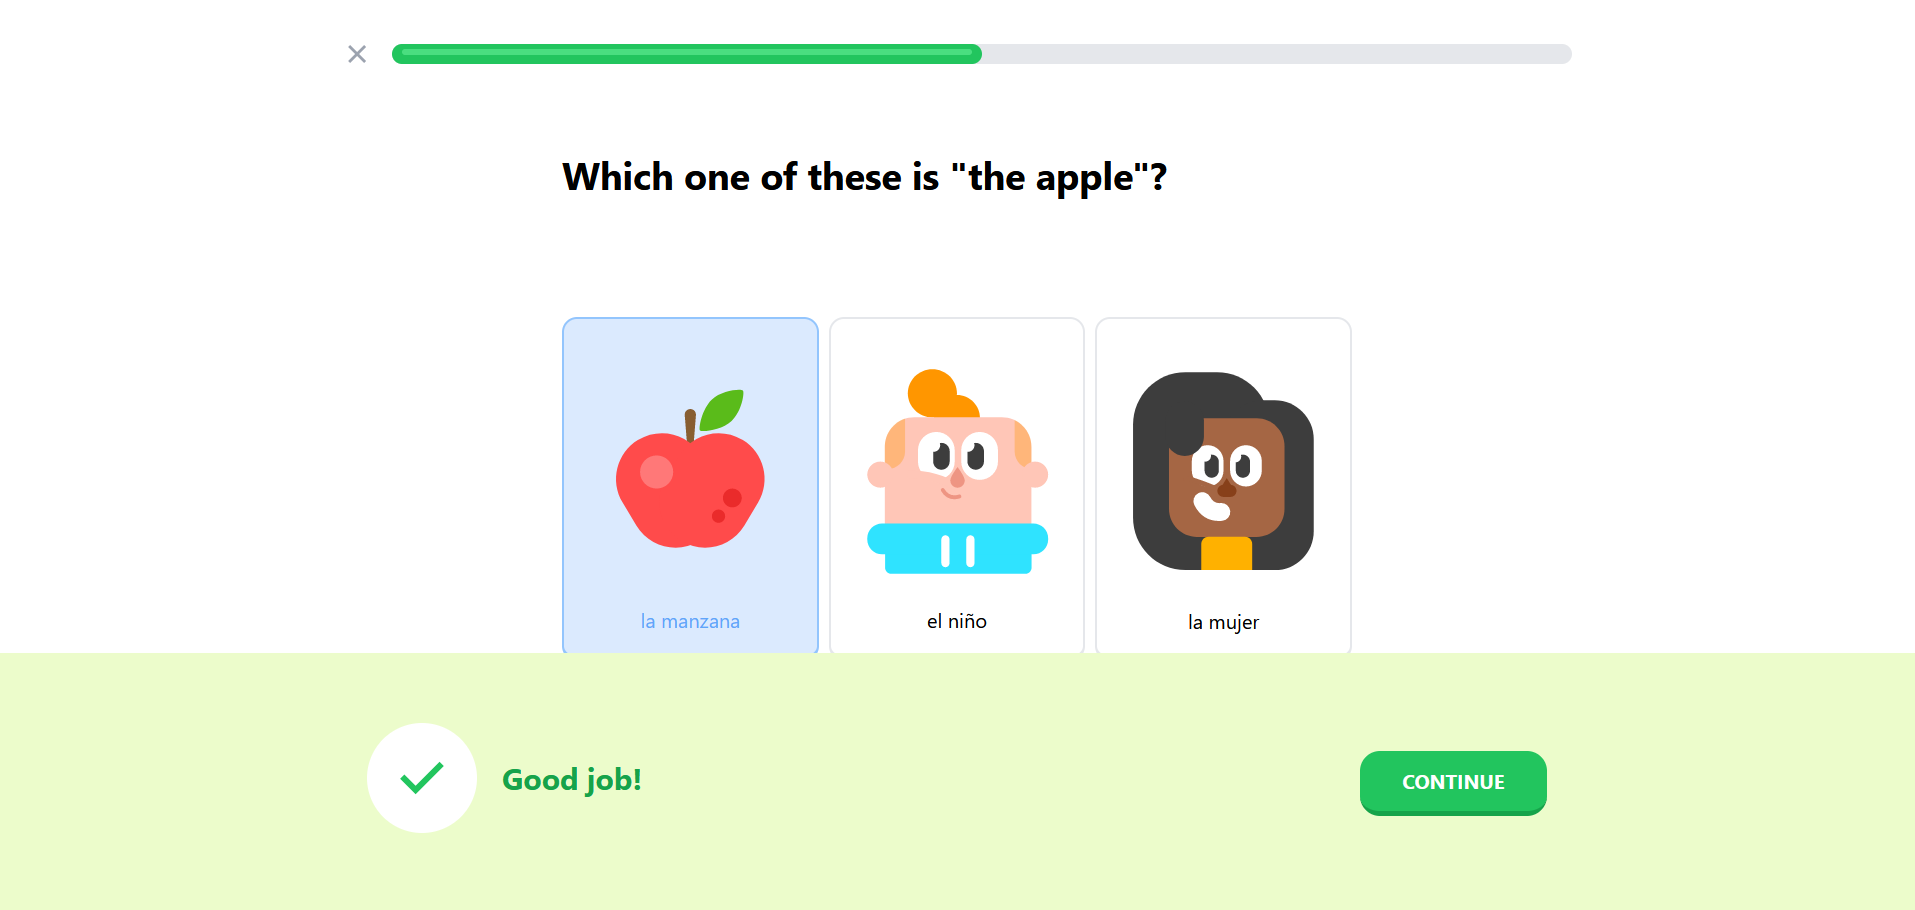 Which one of these is "the apple"?
la manzana
el niño
la mujer
Good job!
CONTINUE